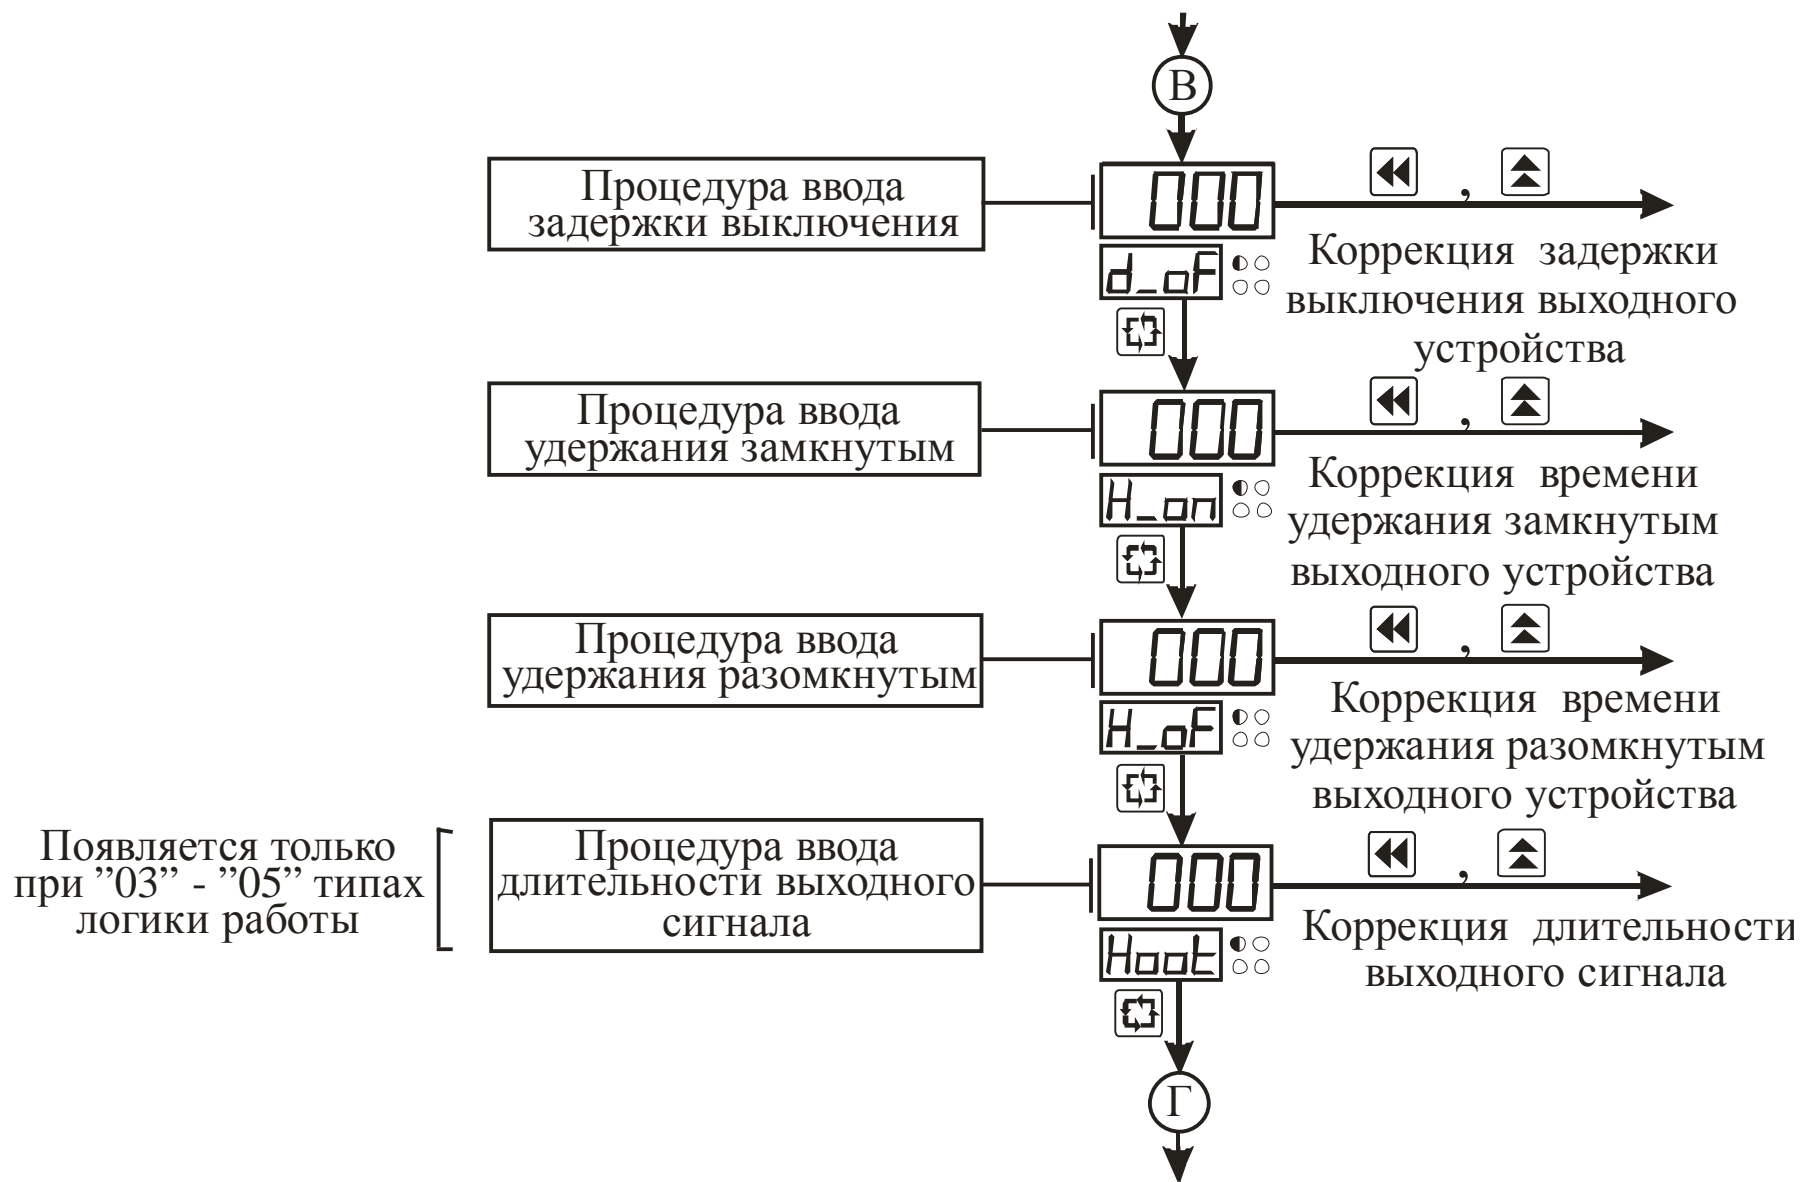 В
Процедура ввода
задержки выключения
000
,
d_oF
Коррекция задержки
выключения выходного
устройства
Процедура ввода
удержания замкнутым
000
,
H_on
Коррекция времени
удержания замкнутым
выходного устройства
Процедура ввода
удержания разомкнутым
000
,
H_oF
Коррекция времени
удержания разомкнутым
выходного устройства
Появляется только
при ”03” - ”05” типах
логики работы
Процедура ввода
длительности выходного
сигнала
000
,
Hoot
Коррекция длительности
выходного сигнала
Г